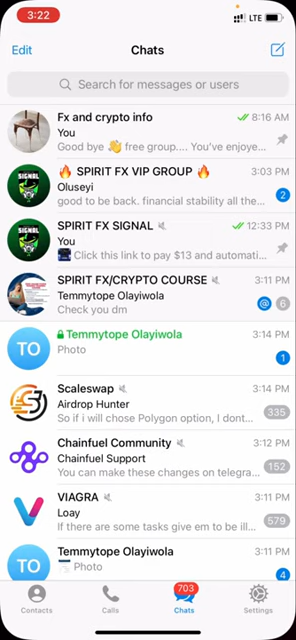 3:22
LTE
Edit
Chats
Search for messages or users
Fx and crypto info
8:16 AM
You
Good bye 👋 free group.... You've enjoye...
SIGNAL
🔥 SPIRIT FX VIP GROUP 🔥
3:03 PM
Oluseyi
good to be back. financial stability all the...
2
SIGNAL
SPIRIT FX SIGNAL
12:33 PM
You
Click this link to pay $13 and automati...
SPIRIT FX/CRYPTO COURSE
3:11 PM
Temmytope Olayiwola
Check you dm
@
6
TO
Temmytope Olayiwola
3:14 PM
Photo
1
Scaleswap
3:14 PM
Airdrop Hunter
So if i will chose Polygon option, I dont...
335
Chainfuel Community
3:12 PM
Chainfuel Support
You can make these changes on telegra...
152
VIAGRA
3:11 PM
Loay
If there are some tasks give em to be ill...
579
TO
Temmytope Olayiwola
3:11 PM
Photo
4
703
Contacts
Calls
Chats
Settings